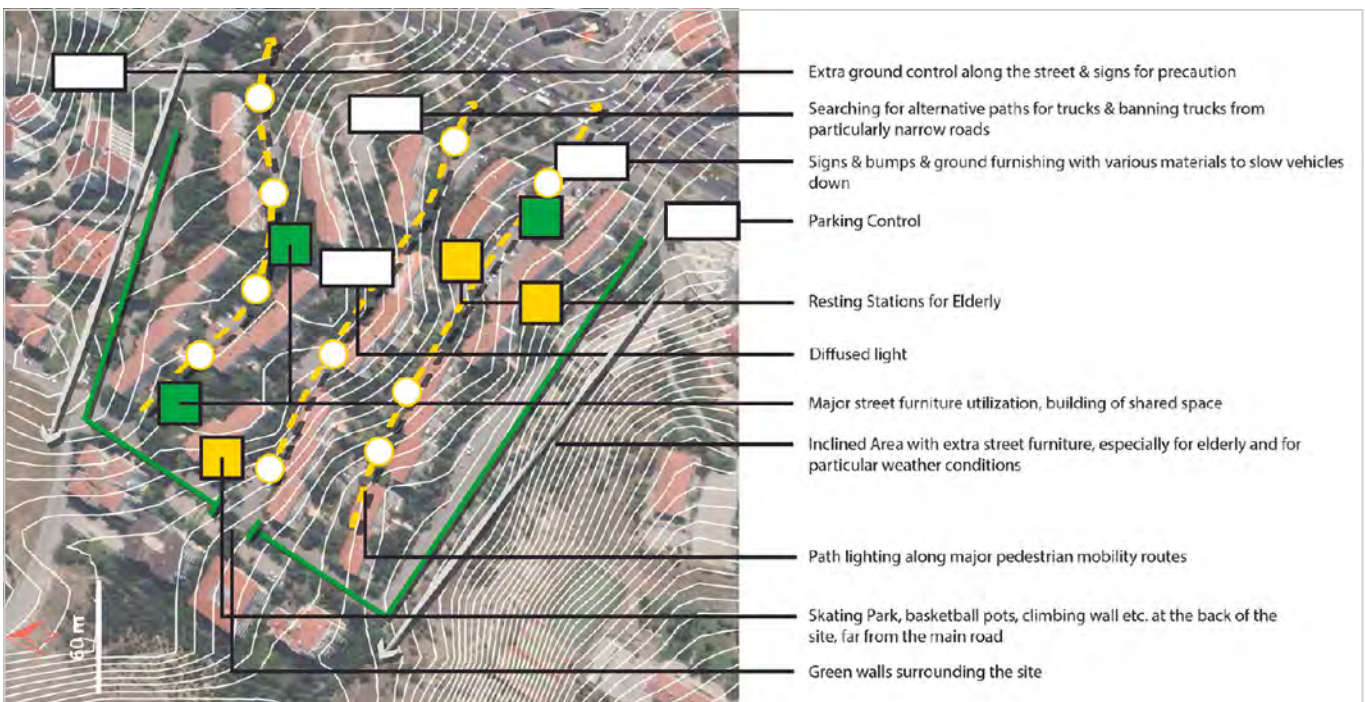 Extra ground control along the street & signs for precaution
Searching for alternative paths for trucks & banning trucks from
particularly narrow roads
Signs & bumps & ground furnishing with various materials to slow vehicles
down
Parking Control
Resting Stations for Elderly
Diffused light
Major street furniture utilization, building of shared space
Inclined Area with extra street furniture, especially for elderly and for
particular weather conditions
Path lighting along major pedestrian mobility routes
Skating Park, basketball pots, climbing wall etc. at the back of the
site, far from the main road
Green walls surrounding the site
60 m